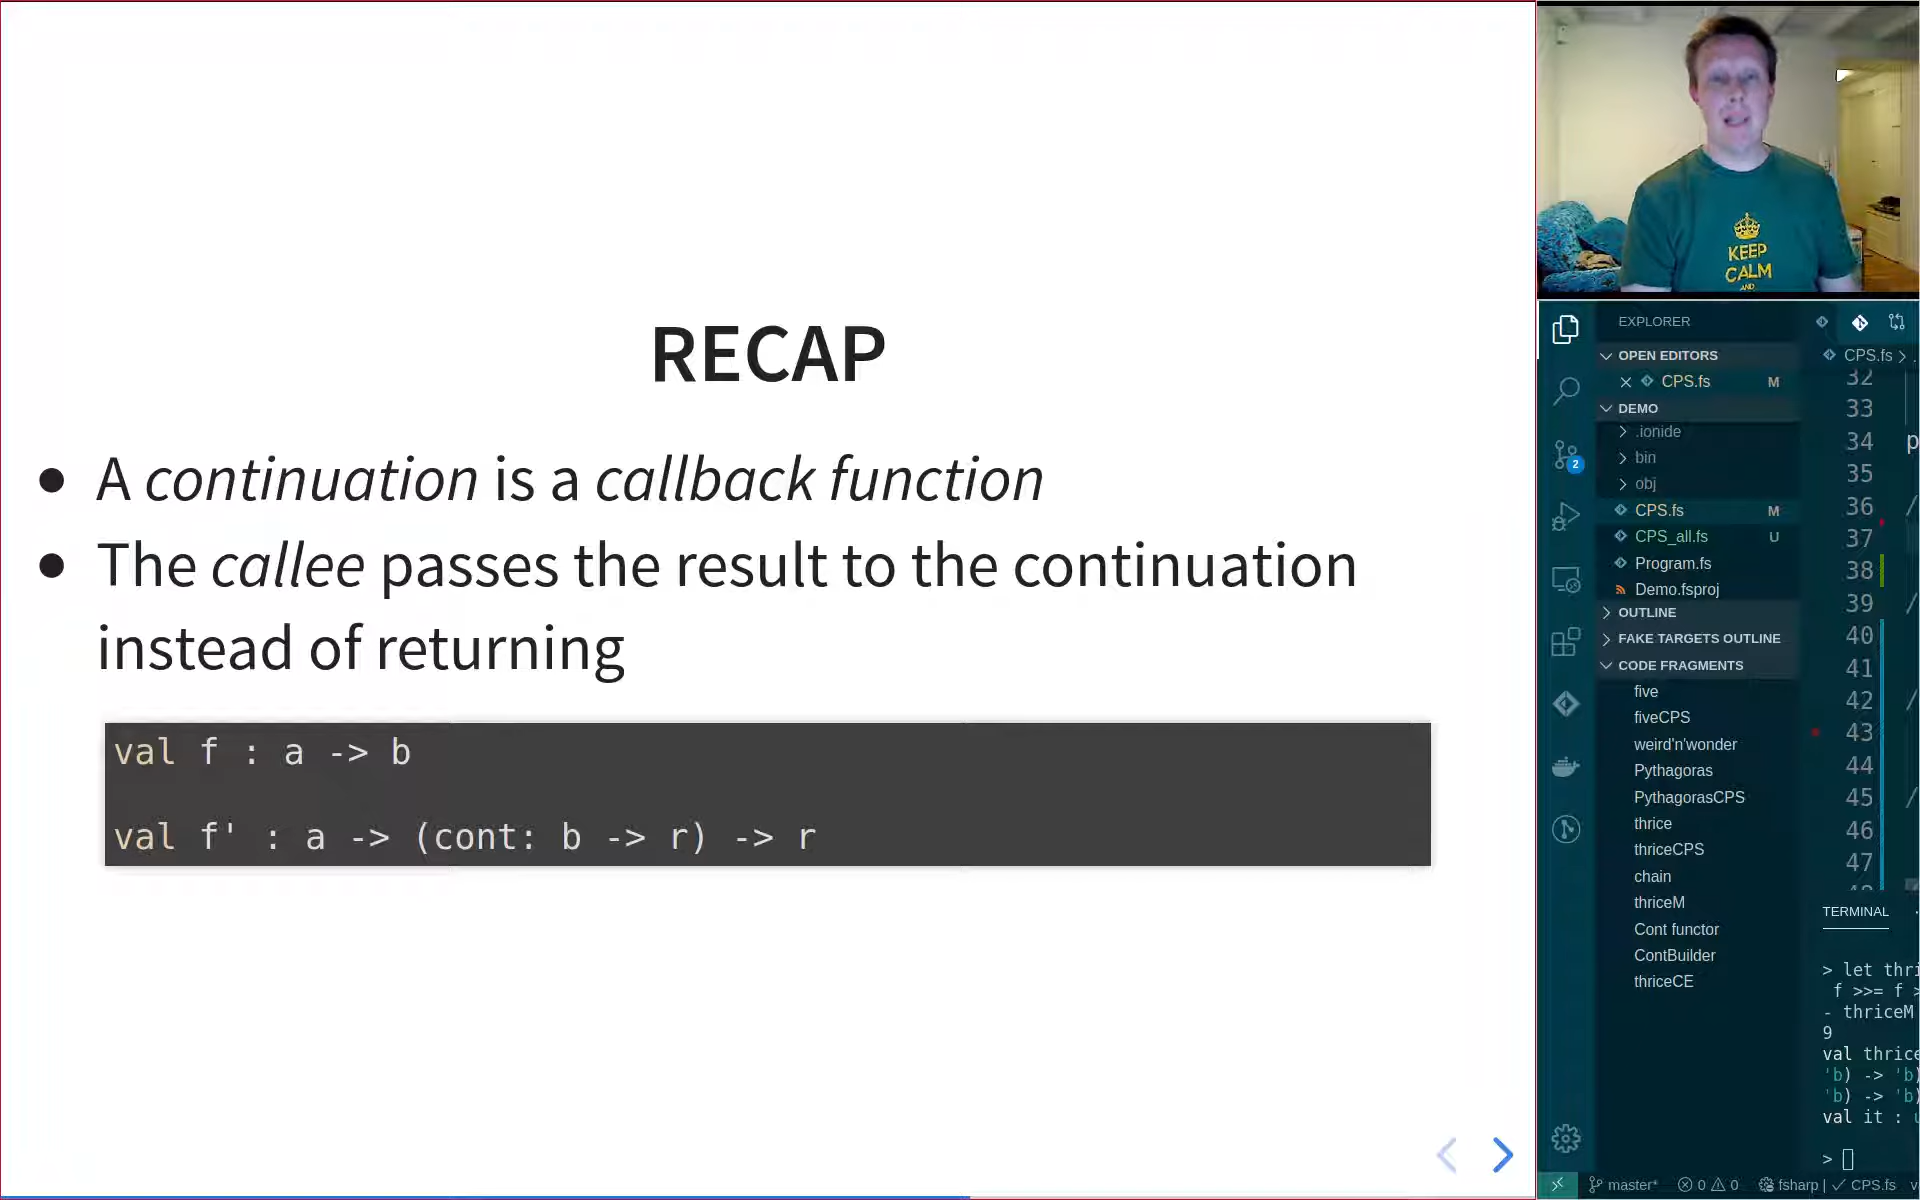 RECAP
• A continuation is a callback function
• The callee passes the result to the continuation
instead of returning
val f : a -> b
val f' : a -> (cont: b -> r) -> r
KEEP
CALM
AND
EXPLORER
OPEN EDITORS
CPS.fs M
DEMO
.ionide
bin
obj
CPS.fs M
CPS_all.fs U
Program.fs
Demo.fsproj
OUTLINE
FAKE TARGETS OUTLINE
CODE FRAGMENTS
five
fiveCPS
weird'n'wonder
Pythagoras
PythagorasCPS
thrice
thriceCPS
chain
thriceM
Cont functor
ContBuilder
thriceCE
2
CPS.fs > .
32
33
34 p
35
36 /
37
38
39 /
40
41
42 /
43
44
45 /
46
47
TERMINAL
> let thri
f >>= f >
- thriceM
9
val thrice
'b) -> 'b)
'b) -> 'b)
val it : u
>
master* 0 0 fsharp | ✓ CPS.fs